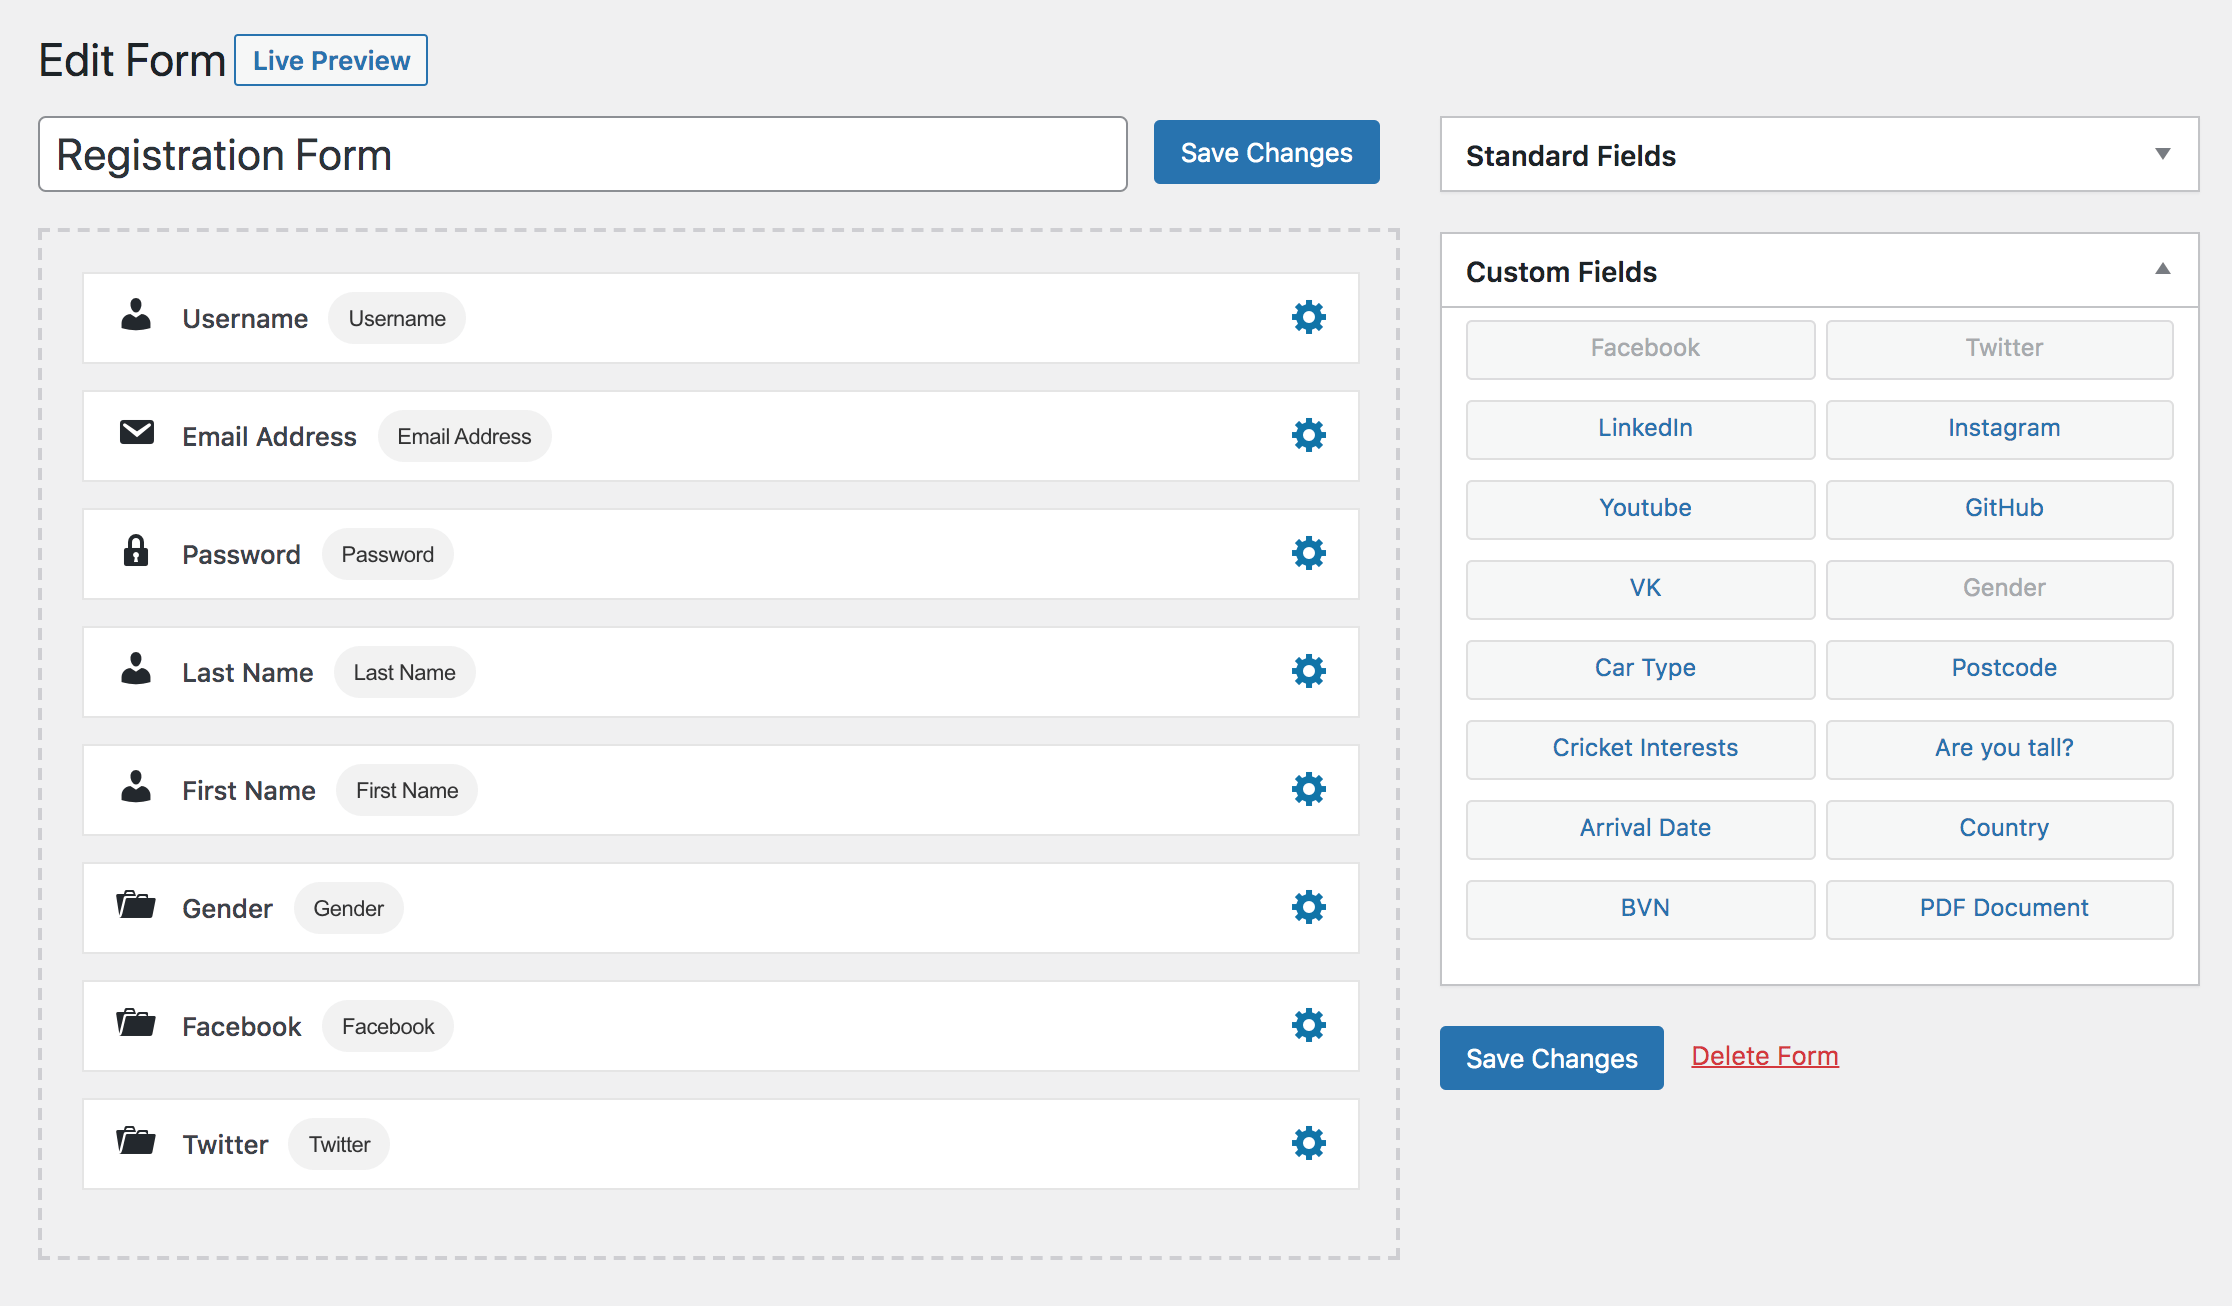 Edit Form Live Preview
Registration Form
Save Changes
Username Username
Email Address Email Address
Password Password
Last Name Last Name
First Name First Name
Gender Gender
Facebook Facebook
Twitter Twitter
Standard Fields
Custom Fields
Facebook Twitter
LinkedIn Instagram
Youtube GitHub
VK Gender
Car Type Postcode
Cricket Interests Are you tall?
Arrival Date Country
BVN PDF Document
Save Changes Delete Form